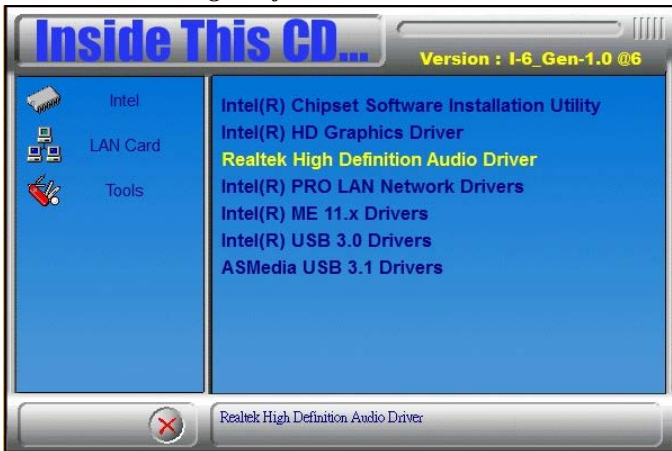 Inside This CD...
Version : I-6_Gen-1.0 @6
Intel
LAN Card
Tools
Intel(R) Chipset Software Installation Utility
Intel(R) HD Graphics Driver
Realtek High Definition Audio Driver
Intel(R) PRO LAN Network Drivers
Intel(R) ME 11.x Drivers
Intel(R) USB 3.0 Drivers
ASMedia USB 3.1 Drivers
Realtek High Definition Audio Driver